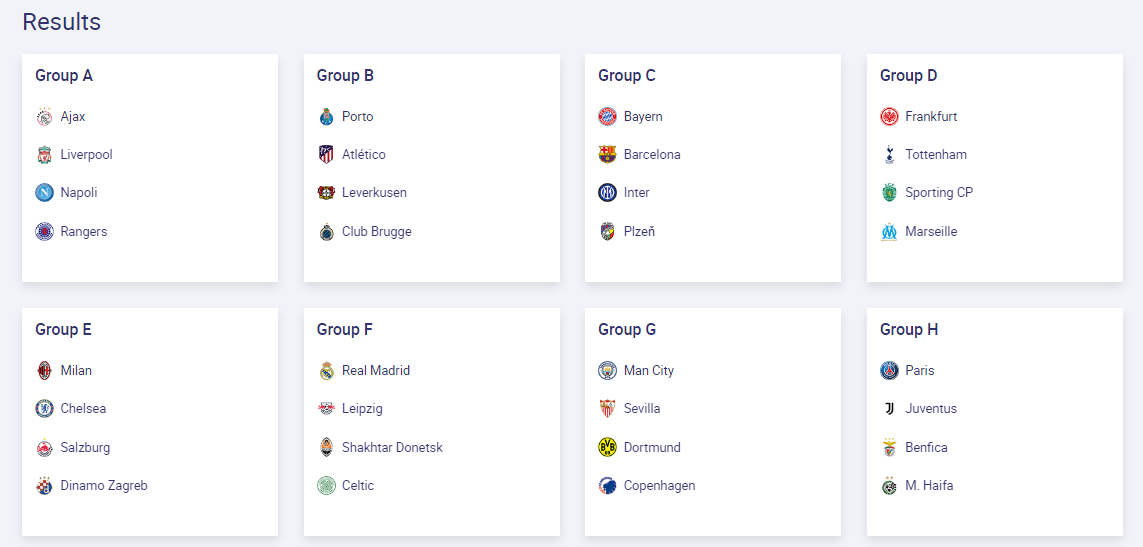 Results
Group A
Ajax
Liverpool
Napoli
Rangers
Group B
Porto
Atlético
Leverkusen
Club Brugge
Group C
Bayern
Barcelona
Inter
Plzeň
Group D
Frankfurt
Tottenham
Sporting CP
Marseille
Group E
Milan
Chelsea
Salzburg
Dinamo Zagreb
Group F
Real Madrid
Leipzig
Shakhtar Donetsk
Celtic
Group G
Man City
Sevilla
Dortmund
Copenhagen
Group H
Paris
Juventus
Benfica
M. Haifa